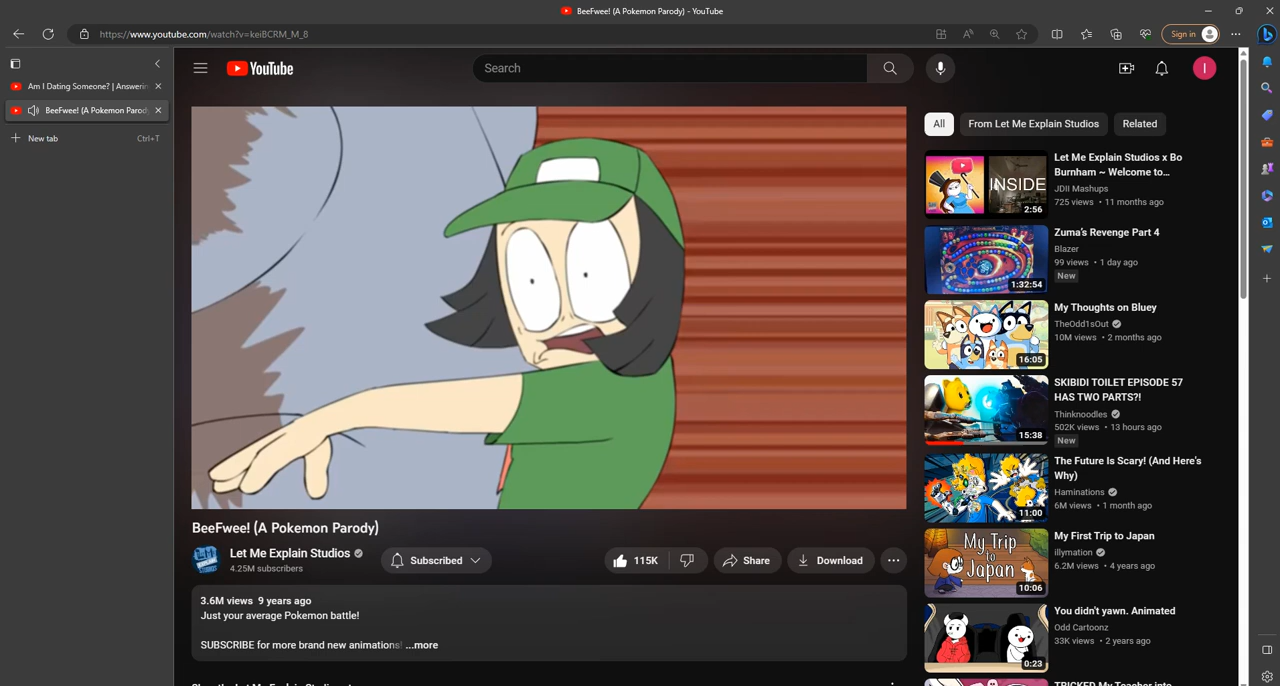 BeeFwee! (A Pokemon Parody) - YouTube
https://www.youtube.com/watch?v=keiBCRM_M_8
Sign in
Am I Dating Someone? | Answerin
BeeFwee! (A Pokemon Parody
New tab Ctrl+T
YouTube
Search
I
All From Let Me Explain Studios Related
INSIDE
2:56
Let Me Explain Studios x Bo
Burnham ~ Welcome to...
JDII Mashups
725 views • 11 months ago
1:32:54
Zuma's Revenge Part 4
Blazer
99 views • 1 day ago
New
16:05
My Thoughts on Bluey
TheOdd1sOut
10M views • 2 months ago
15:38
SKIBIDI TOILET EPISODE 57
HAS TWO PARTS?!
Thinknoodles
502K views • 13 hours ago
New
11:00
The Future Is Scary! (And Here's
Why)
Haminations
6M views • 1 month ago
My Trip
to
Japan
10:06
My First Trip to Japan
illymation
6.2M views • 4 years ago
0:23
You didn't yawn. Animated
Odd Cartoonz
33K views • 2 years ago
BeeFwee! (A Pokemon Parody)
Let Me Explain Studios
4.25M subscribers
Subscribed
115K
Share
Download
3.6M views 9 years ago
Just your average Pokemon battle!
SUBSCRIBE for more brand new animations! ...more